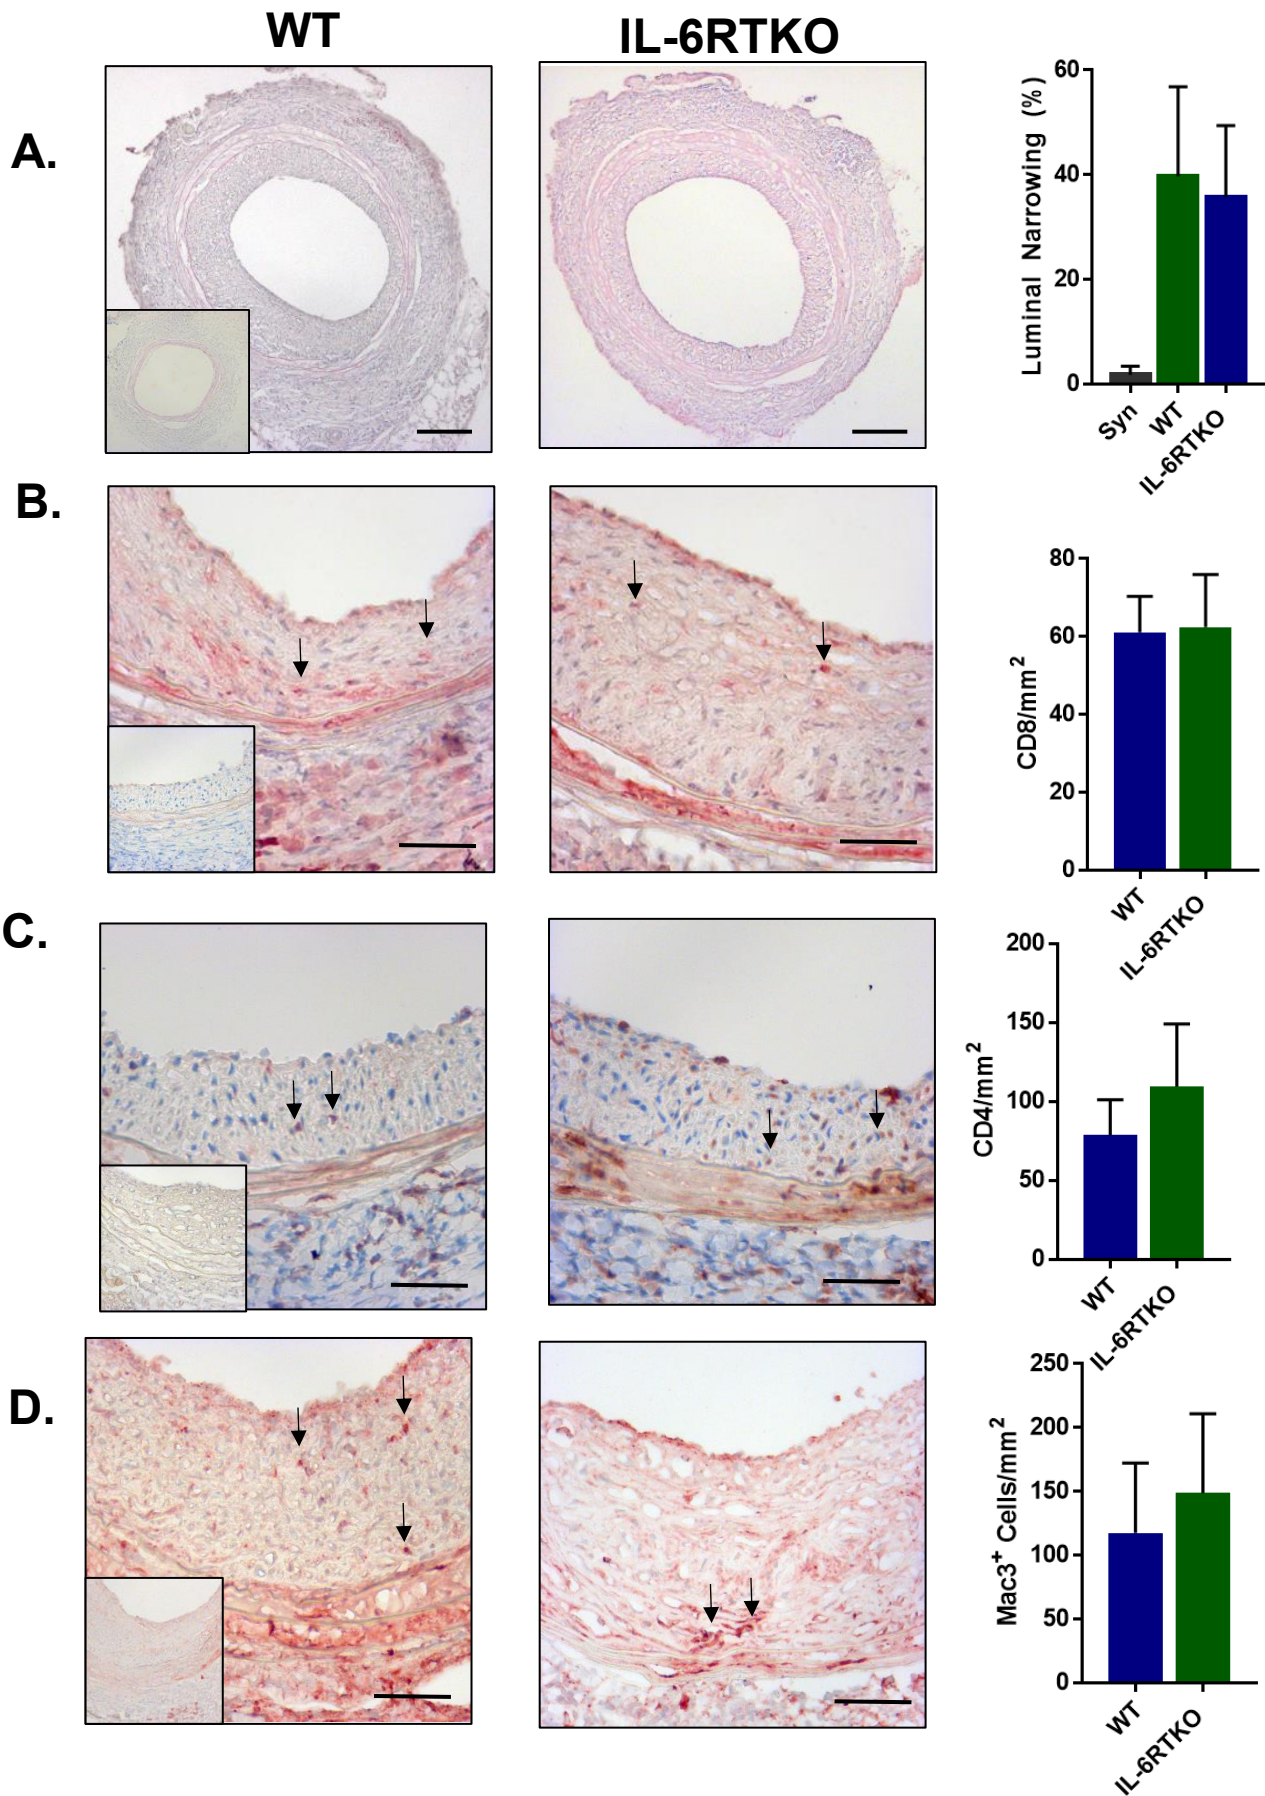 WT
IL-6RTKO
A.
Luminal Narrowing (%)
60
40
20
0
Syn
WT
IL-6RTKO
B.
CD8/mm2
80
60
40
20
0
WT
IL-6RTKO
C.
CD4/mm2
200
150
100
50
0
WT
IL-6RTKO
D.
Mac3+ Cells/mm2
250
200
150
100
50
0
WT
IL-6RTKO